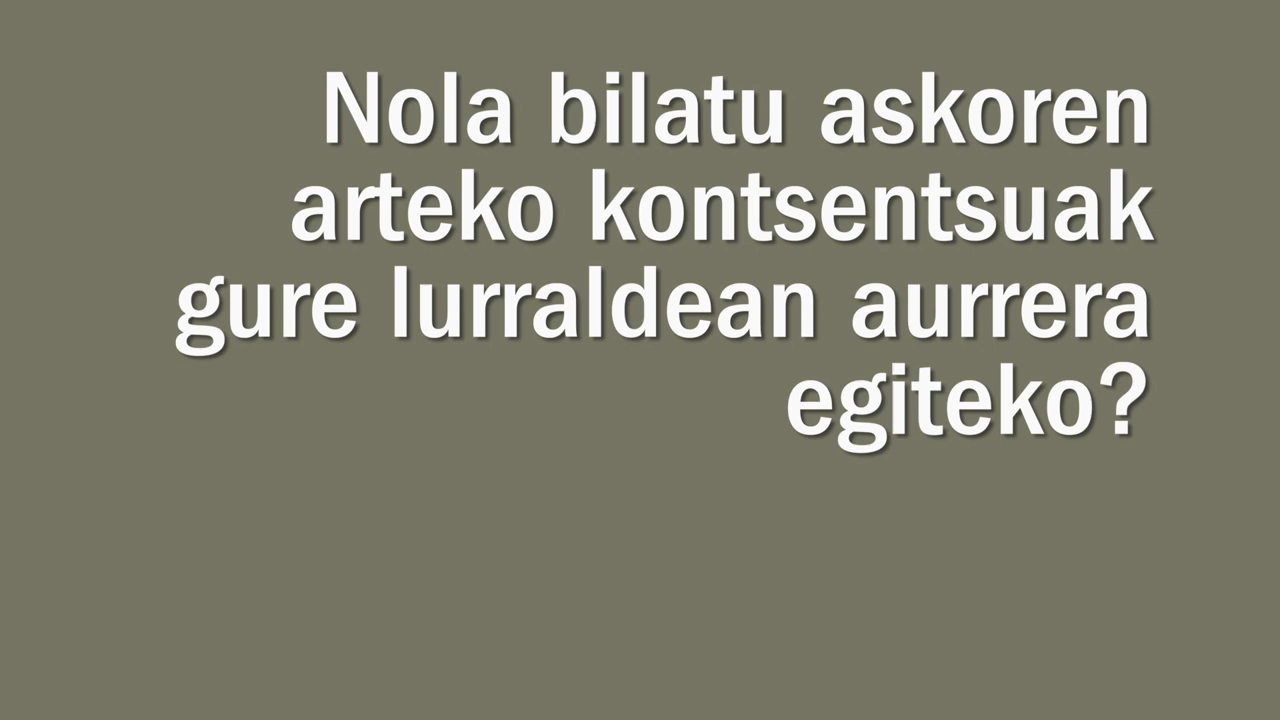 Nola bilatu askoren
arteko kontsentsuak
gure lurraldean aurrera
egiteko?